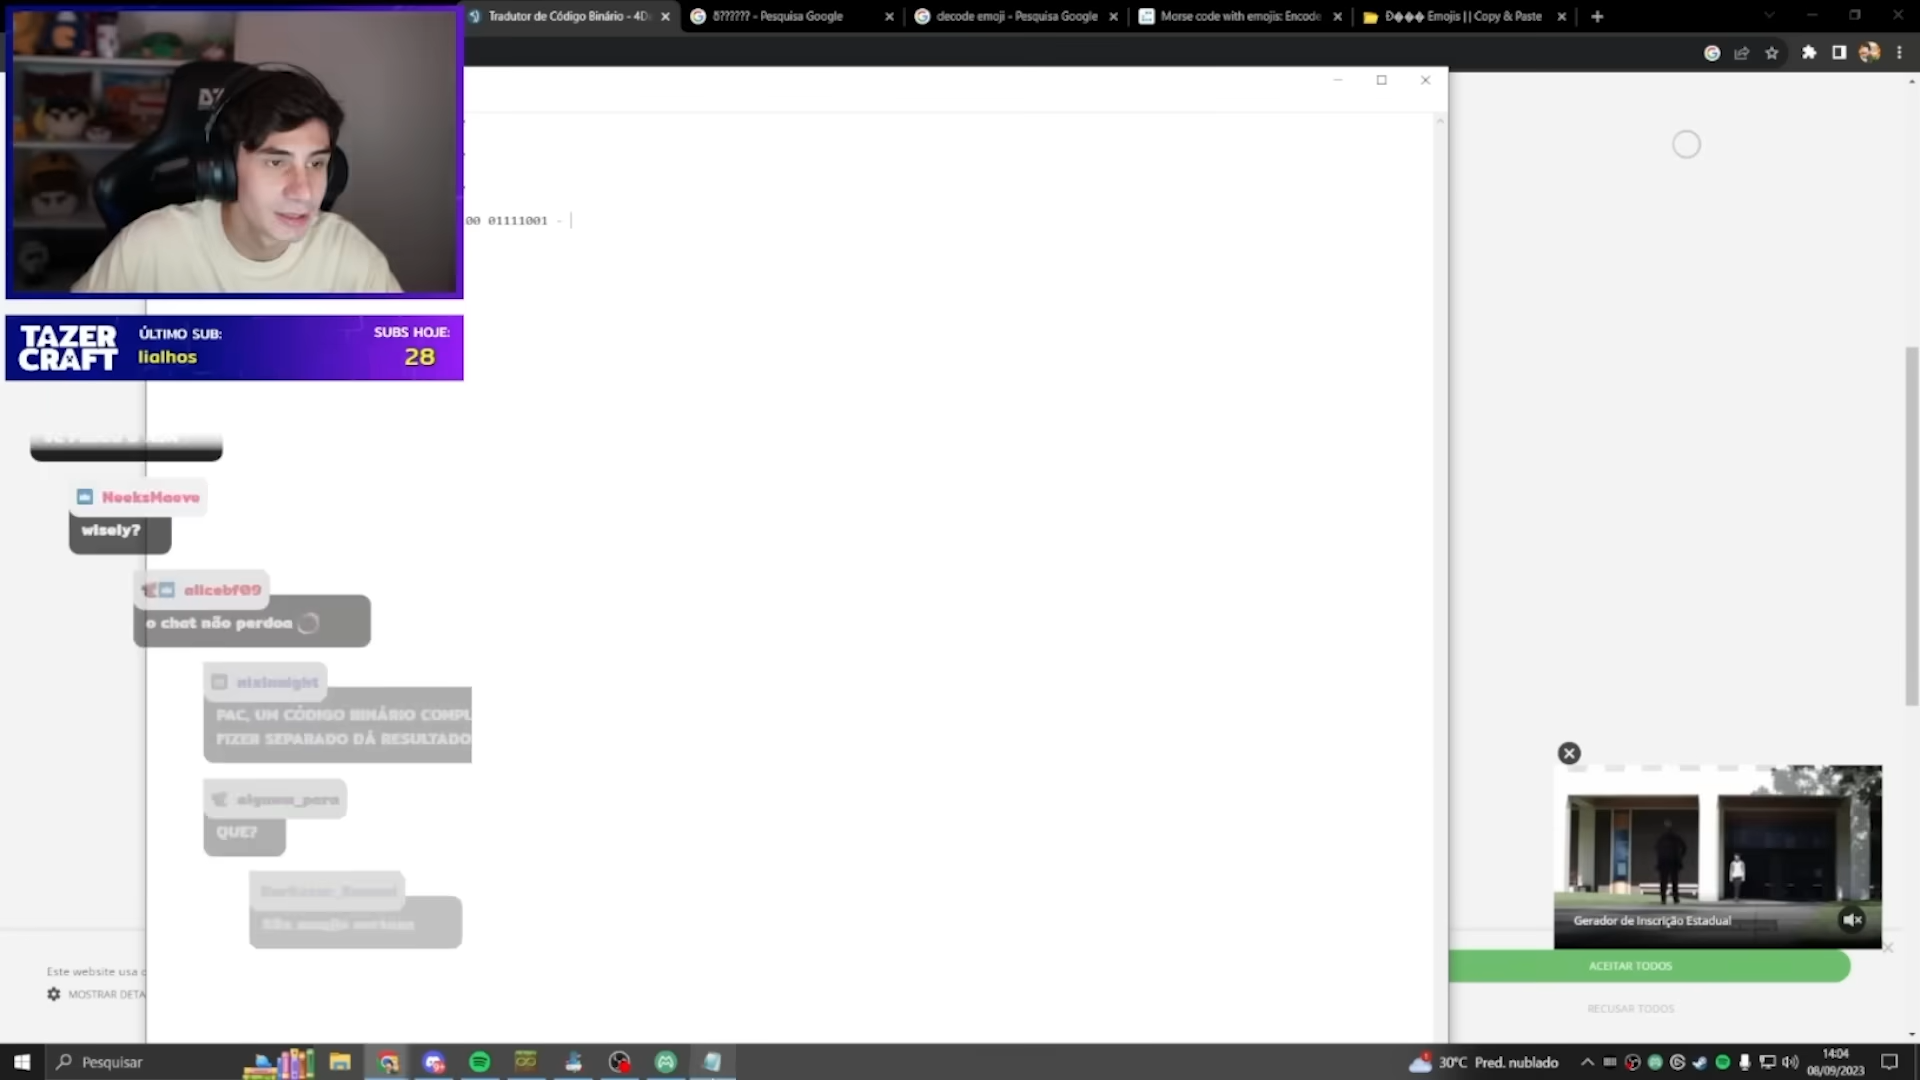 Tradutor de Código Binário - 4D
ð?????? - Pesquisa Google
decode emoji - Pesquisa Google
Morse code with emojis: Encode
Ð��� Emojis || Copy & Paste
00 01111001 -
TAZER
CRAFT
ÚLTIMO SUB:
lialhos
SUBS HOJE:
28
NeeksMaeve
wisely?
alicebf09
o chat não perdoa
PAC, UM CÓDIGO BINÁRIO COMPL
FIZER SEPARADO DÁ RESULTADO
QUE?
Gerador de Inscrição Estadual
Este website usa
MOSTRAR DETA
ACEITAR TODOS
RECUSAR TODOS
Pesquisar
30°C Pred. nublado
14:04
08/09/2023